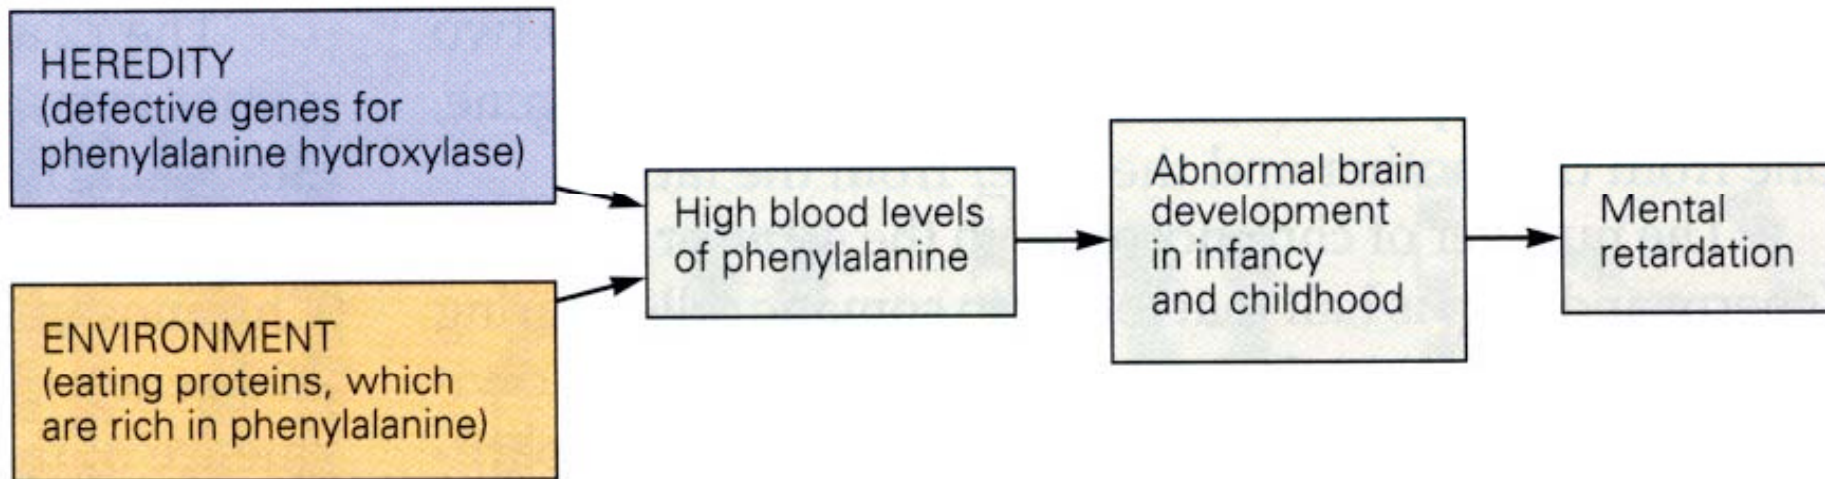 HEREDITY
(defective genes for
phenylalanine hydroxylase)
ENVIRONMENT
(eating proteins, which
are rich in phenylalanine)
High blood levels
of phenylalanine
Abnormal brain
development
in infancy
and childhood
Mental
retardation